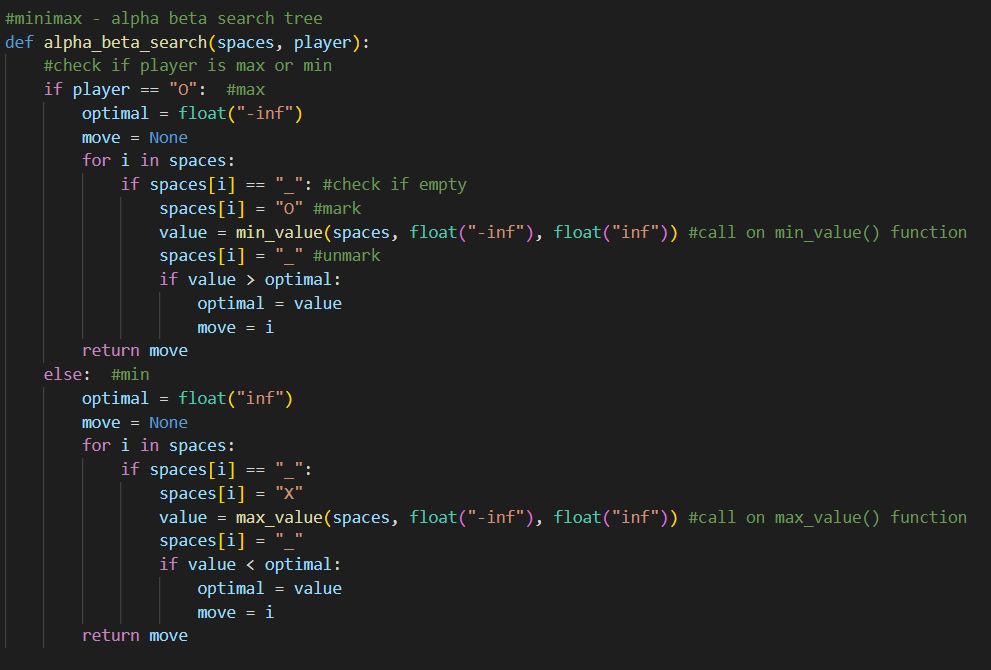 #minimax - alpha beta search tree
def alpha_beta_search(spaces, player):
    #check if player is max or min
    if player == "O":  #max
        optimal = float("-inf")
        move = None
        for i in spaces:
            if spaces[i] == "_": #check if empty
                spaces[i] = "O" #mark
                value = min_value(spaces, float("-inf"), float("inf")) #call on min_value() function
                spaces[i] = "_" #unmark
                if value > optimal:
                    optimal = value
                    move = i
        return move
    else:  #min
        optimal = float("inf")
        move = None
        for i in spaces:
            if spaces[i] == "_":
                spaces[i] = "X"
                value = max_value(spaces, float("-inf"), float("inf")) #call on max_value() function
                spaces[i] = "_"
                if value < optimal:
                    optimal = value
                    move = i
        return move